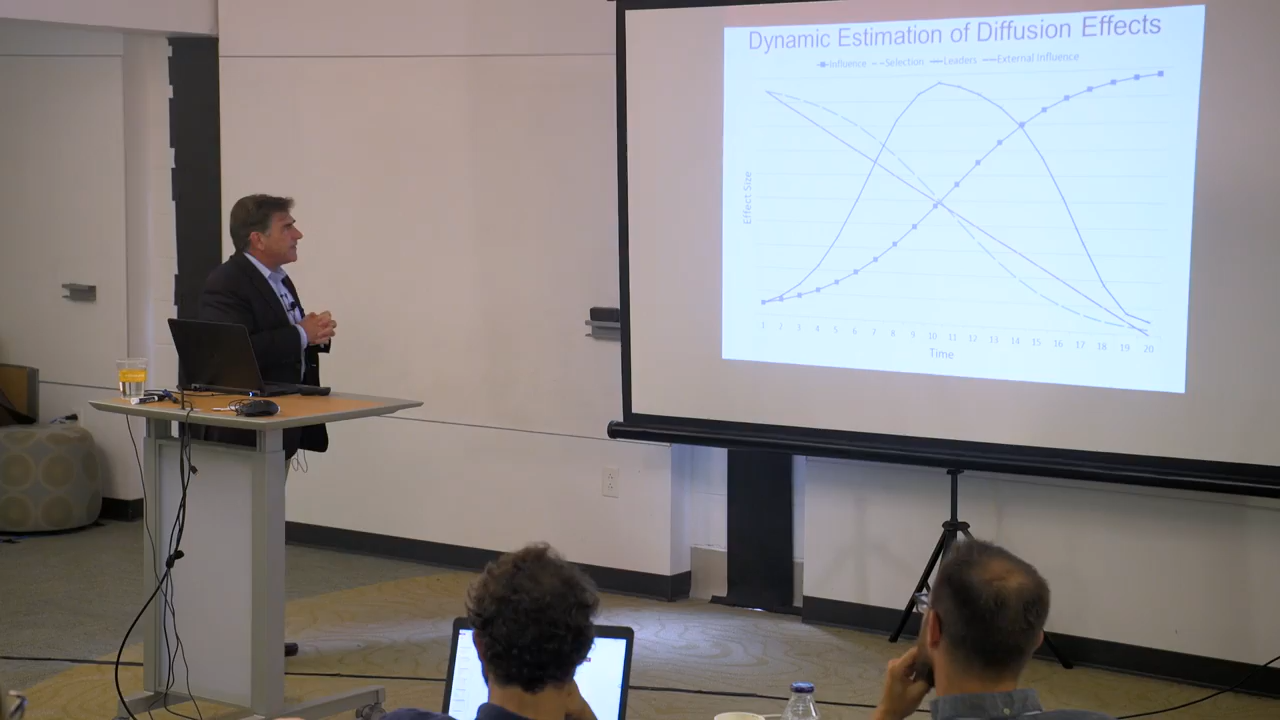 Dynamic Estimation of Diffusion Effects
Influence Selection Leaders External Influence
Effect Size
1 2 3 4 5 6 7 8 9 10 11 12 13 14 15 16 17 18 19 20
Time